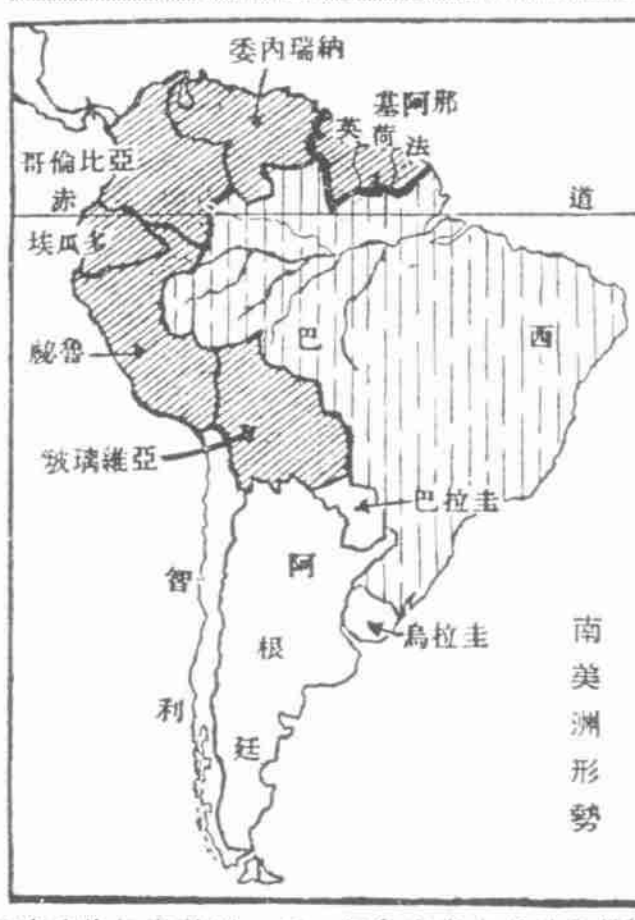 委內瑞納
基阿那
英 荷 法
哥倫比亞
赤 道
埃瓜多
巴 西
秘魯
玻璃維亞
巴拉圭
阿根廷
智利
烏拉圭
南美洲形勢